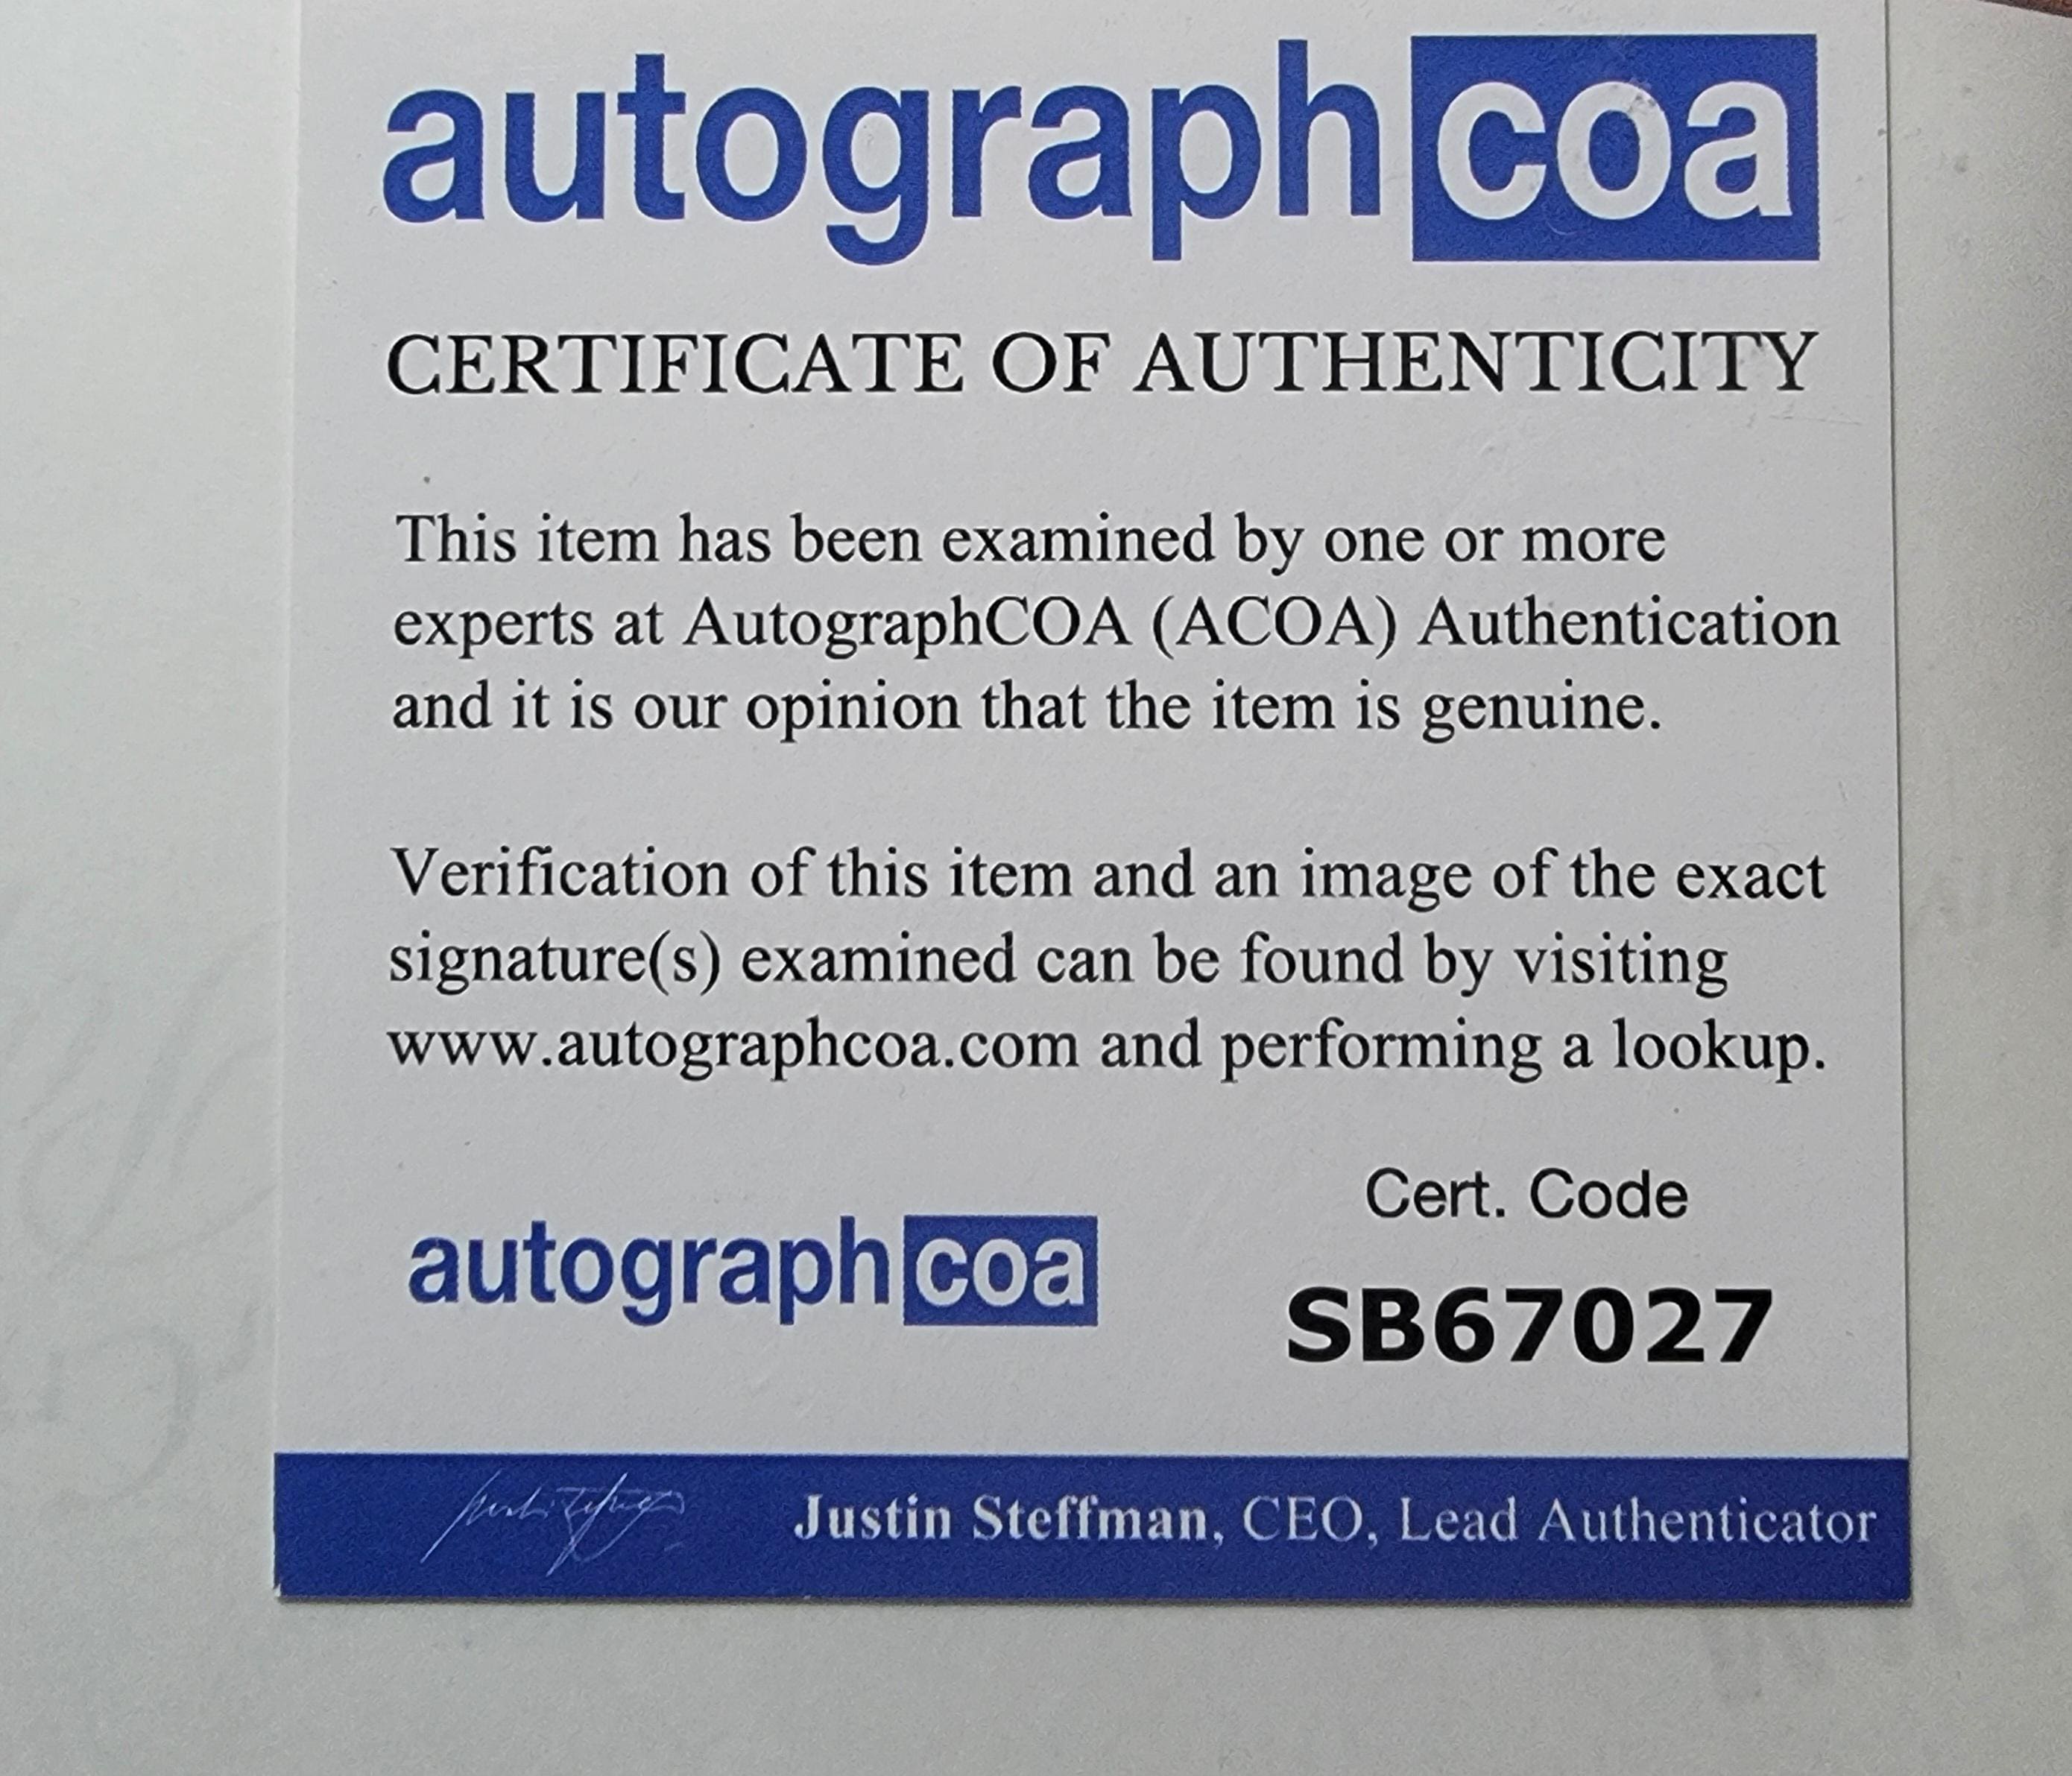 autographcoa
CERTIFICATE OF AUTHENTICITY
This item has been examined by one or more
experts at AutographCOA (ACOA) Authentication
and it is our opinion that the item is genuine.
Verification of this item and an image of the exact
signature(s) examined can be found by visiting
www.autographcoa.com and performing a lookup.
autographcoa
Cert. Code
SB67027
Justin Steffman, CEO, Lead Authenticator